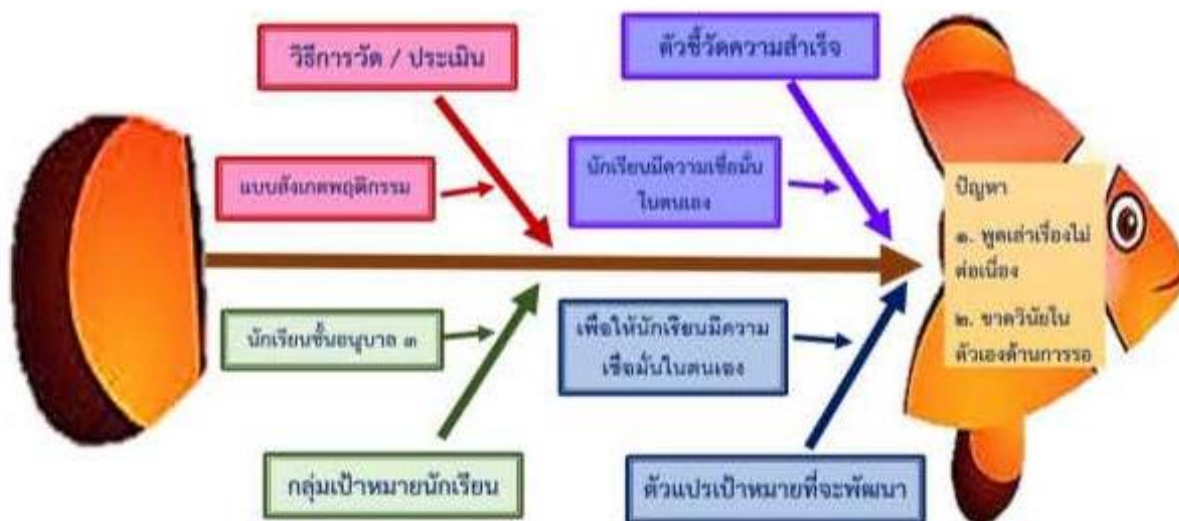 วิธีการวัด / ประเมิน
ตัวชี้วัดความสำเร็จ
แบบสังเกตพฤติกรรม
นักเรียนมีความเชื่อมั่น
ในตนเอง
ปัญหา
๑. พูดเล่าเรื่องไม่
ต่อเนื่อง
๒. ขาดวินัยใน
ตัวเองด้านการรอ
นักเรียนชั้นอนุบาล ๓
เพื่อให้นักเรียนมีความ
เชื่อมั่นในตนเอง
กลุ่มเป้าหมายนักเรียน
ตัวแปรเป้าหมายที่จะพัฒนา